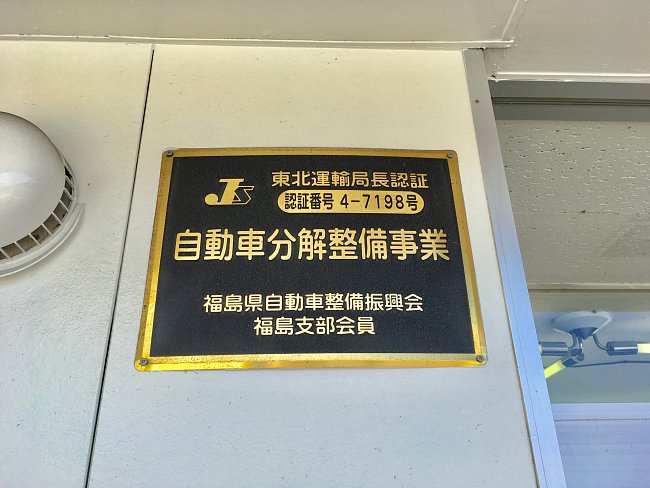 JS
東北運輸局長認証
認証番号 4-7198号
自動車分解整備事業
福島県自動車整備振興会
福島支部会員